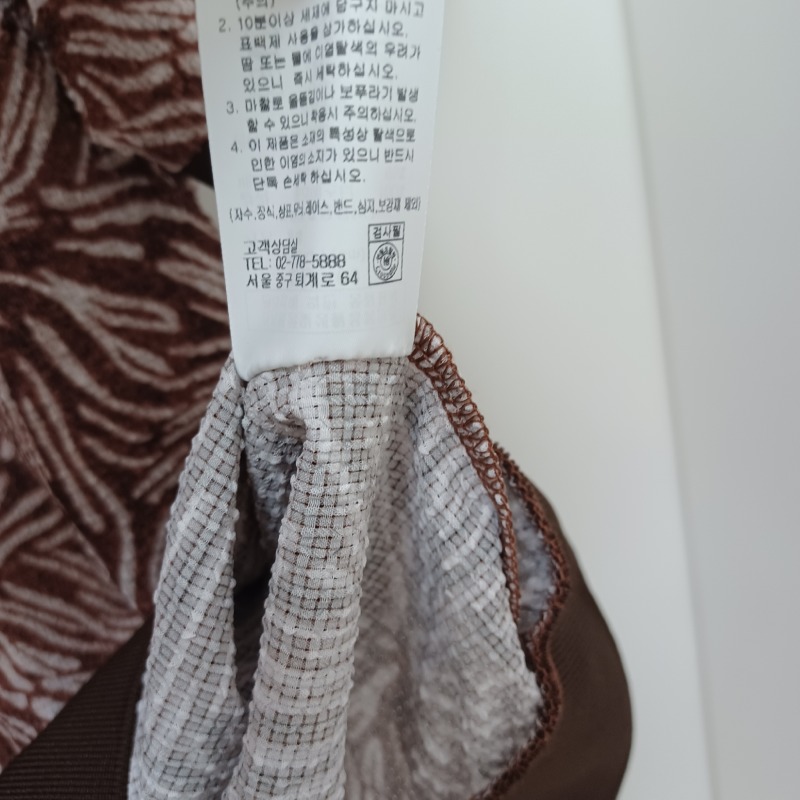 (주의)
2. 10분이상 세제에 담구지 마시고
표백제 사용을 삼가하십시오.
땀 또는 물에 이염탈색의 우려가
있으니 즉시 세탁하십시오.
3. 마찰로 올뜯김이나 보푸라기 발생
할 수 있으니 착용시 주의하십시오.
4. 이 제품은 소재의 특성상 탈색으로
인한 이염의 소지가 있으니 반드시
단독 손세탁 하십시오.
(자수,장식,상표,무늬,레이스,밴드,심지,보강재 제외)
검사필
고객상담실
TEL: 02-778-5888
서울 중구 퇴계로 64